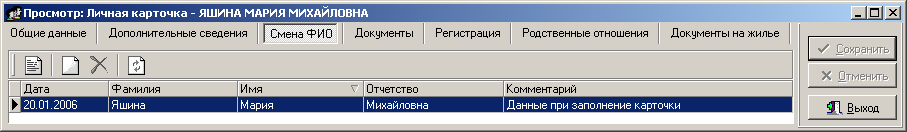 Просмотр: Личная карточка - ЯШИНА МАРИЯ МИХАЙЛОВНА
Общие данные Дополнительные сведения Смена ФИО Документы Регистрация Родственные отношения Документы на жилье
Сохранить
Отменить
Выход
Дата Фамилия Имя Отчетство Комментарий
20.01.2006 Яшина Мария Михайловна Данные при заполнение карточки